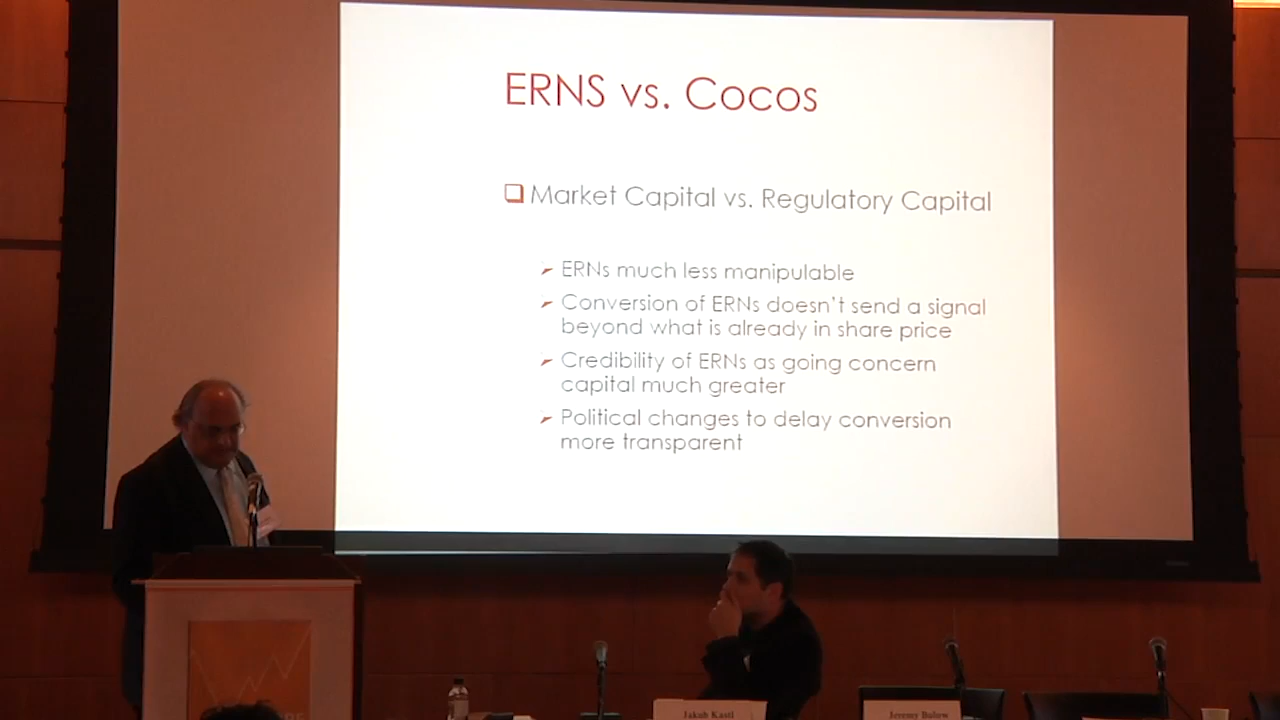 ERNS vs. Cocos
Market Capital vs. Regulatory Capital
ERNs much less manipulable
Conversion of ERNs doesn't send a signal
beyond what is already in share price
Credibility of ERNs as going concern
capital much greater
Political changes to delay conversion
more transparent
Jakub Kastl
Jeremy Bulow